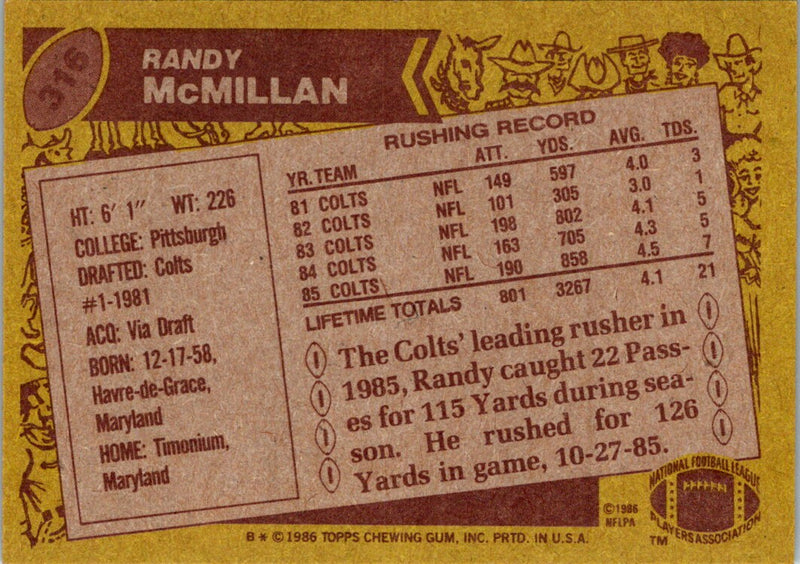 316
RANDY
McMILLAN
HT: 6' 1" WT: 226
COLLEGE: Pittsburgh
DRAFTED: Colts
#1-1981
ACQ: Via Draft
BORN: 12-17-58,
Havre-de-Grace,
Maryland
HOME: Timonium,
Maryland
RUSHING RECORD
YR. TEAM ATT. YDS. AVG. TDS.
81 COLTS NFL 149 597 4.0 3
82 COLTS NFL 101 305 3.0 1
83 COLTS NFL 198 802 4.1 5
84 COLTS NFL 163 705 4.3 5
85 COLTS NFL 190 858 4.5 7
LIFETIME TOTALS 801 3267 4.1 21
The Colts' leading rusher in
1985, Randy caught 22 Pass-
es for 115 Yards during sea-
son. He rushed for 126
Yards in game, 10-27-85.
©1986
NFLPA
NATIONAL FOOTBALL LEAGUE
PLAYERS ASSOCIATION
TM
B * © 1986 TOPPS CHEWING GUM, INC. PRTD. IN U.S.A.